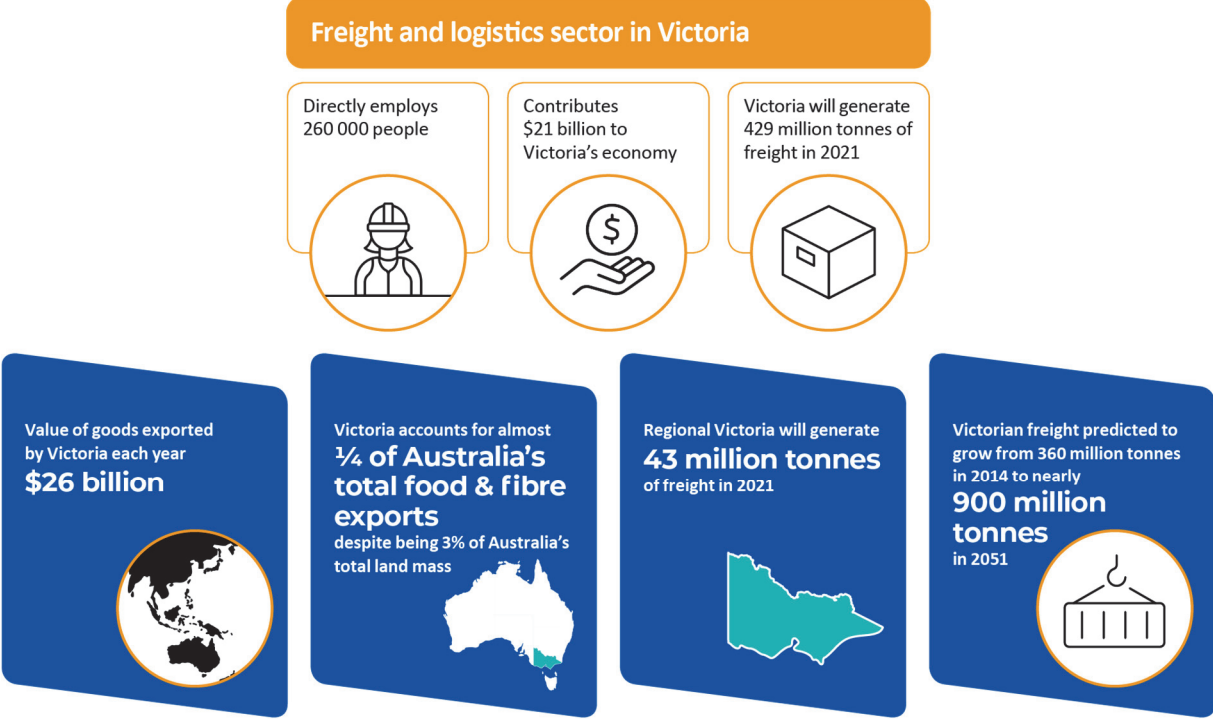 Freight and logistics sector in Victoria
Directly employs
260 000 people
Contributes
$21 billion to
Victoria's economy
Victoria will generate
429 million tonnes of
freight in 2021
$
Value of goods exported
by Victoria each year
$26 billion
Victoria accounts for almost
¼ of Australia's
total food & fibre
exports
despite being 3% of Australia's
total land mass
Regional Victoria will generate
43 million tonnes
of freight in 2021
Victorian freight predicted to
grow from 360 million tonnes
in 2014 to nearly
900 million
tonnes
in 2051